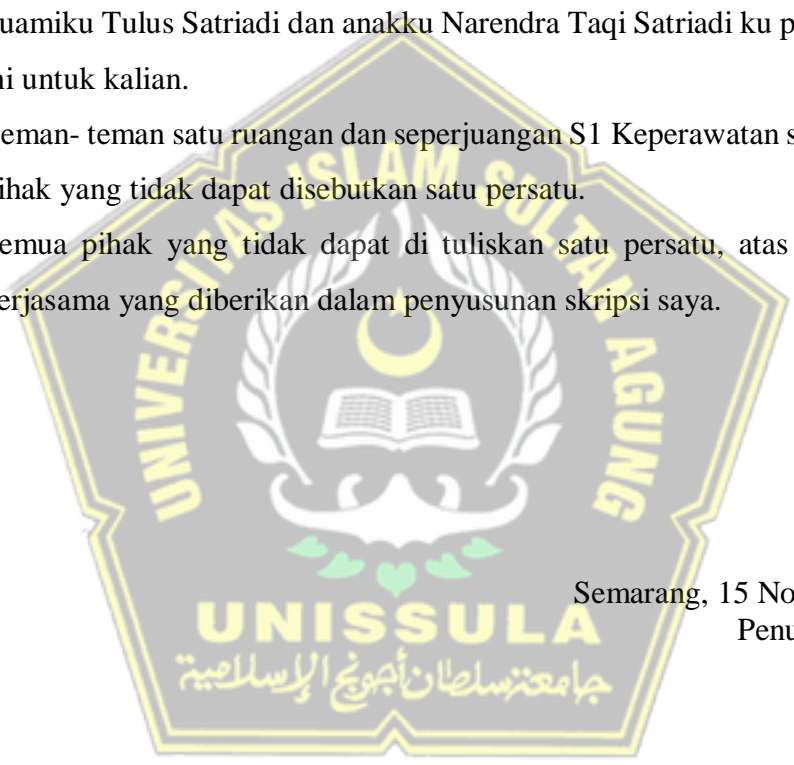 uamiku Tulus Satriadi dan anakku Narendra Taqi Satriadi ku p
ni untuk kalian.
eman- teman satu ruangan dan seperjuangan S1 Keperawatan s
ihak yang tidak dapat disebutkan satu persatu.
emua pihak yang tidak dapat di tuliskan satu persatu, atas
erjasama yang diberikan dalam penyusunan skripsi saya.
UNIVERSITAS ISLAM SULTAN AGUNG
Semarang, 15 No
Penu
UNISSULA
جامعة سلطان أجونج الإسلامية